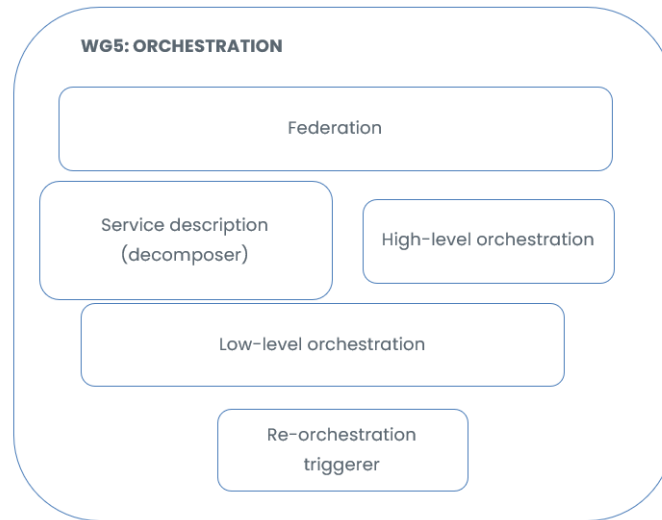 WG5: ORCHESTRATION
Federation
Service description
(decomposer)
High-level orchestration
Low-level orchestration
Re-orchestration
triggerer